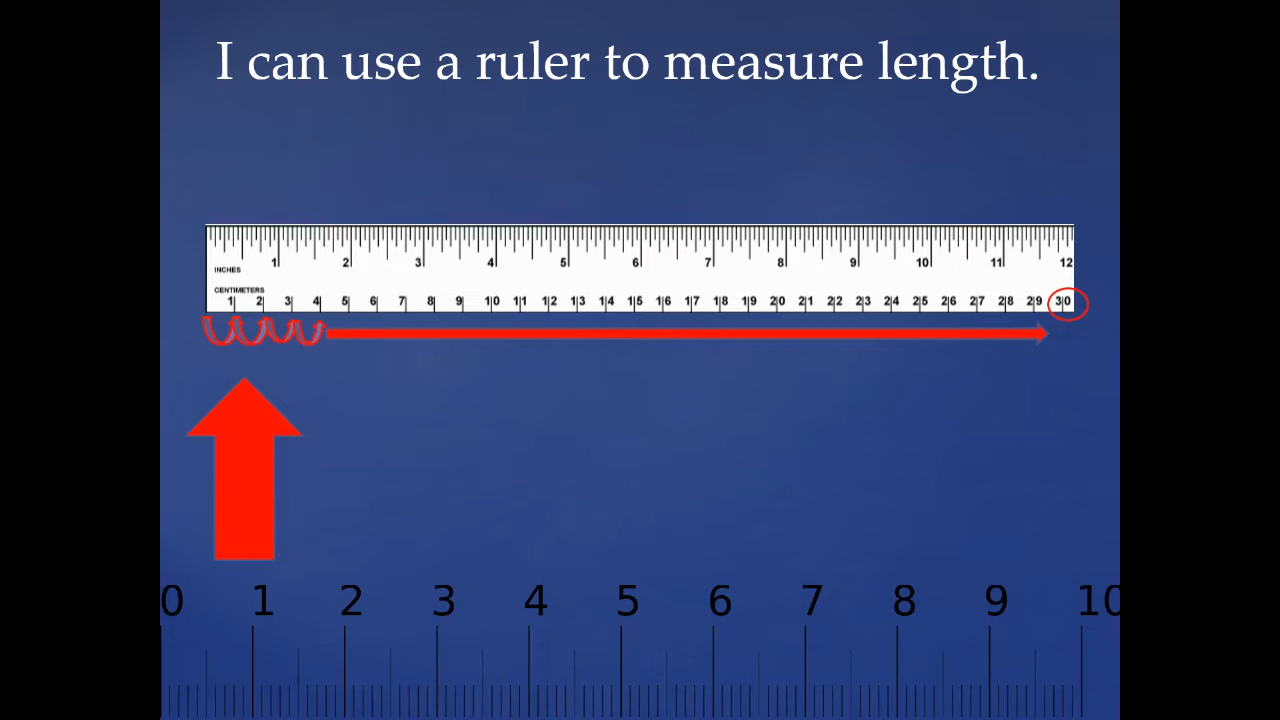 I can use a ruler to measure length.
1 2 3 4 5 6 7 8 9 10 11 12
INCHES
CENTIMETERS
1 2 3 4 5 6 7 8 9 10 11 12 13 14 15 16 17 18 19 20 21 22 23 24 25 26 27 28 29 30
0 1 2 3 4 5 6 7 8 9 10